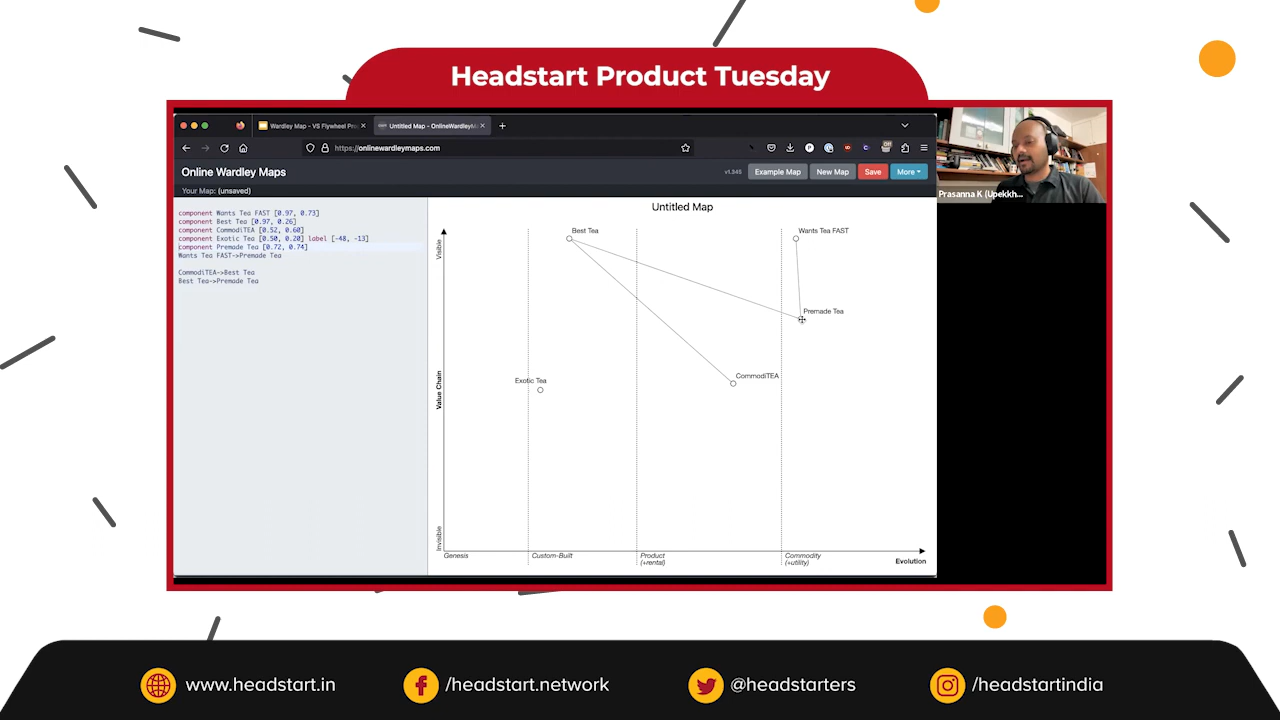 Headstart Product Tuesday
Wardley Map - VS Flywheel Pre
Untitled Map - OnlineWardleyM
https://onlinewardleymaps.com
Online Wardley Maps
v1.345
Example Map
New Map
Save
More
Your Map: (unsaved)
Prasanna K (Upekkh...
component Wants Tea FAST [0.97, 0.73]
component Best Tea [0.97, 0.26]
component CommodiTEA [0.52, 0.60]
component Exotic Tea [0.50, 0.20] label [-48, -13]
component Premade Tea [0.72, 0.74]
Wants Tea FAST->Premade Tea
CommodiTEA->Best Tea
Best Tea->Premade Tea
Untitled Map
Visible
Value Chain
Invisible
Best Tea
Wants Tea FAST
Premade Tea
CommodiTEA
Exotic Tea
Genesis
Custom-Built
Product
(+rental)
Commodity
(+utility)
Evolution
www.headstart.in
/headstart.network
@headstarters
/headstartindia